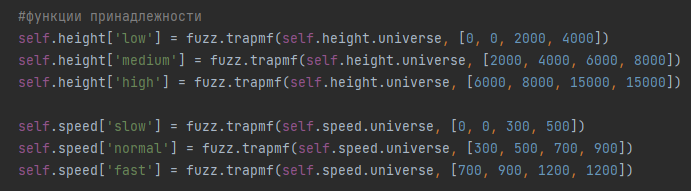 #функции принадлежности
self.height['low'] = fuzz.trapmf(self.height.universe, [0, 0, 2000, 4000])
self.height['medium'] = fuzz.trapmf(self.height.universe, [2000, 4000, 6000, 8000])
self.height['high'] = fuzz.trapmf(self.height.universe, [6000, 8000, 15000, 15000])
self.speed['slow'] = fuzz.trapmf(self.speed.universe, [0, 0, 300, 500])
self.speed['normal'] = fuzz.trapmf(self.speed.universe, [300, 500, 700, 900])
self.speed['fast'] = fuzz.trapmf(self.speed.universe, [700, 900, 1200, 1200])